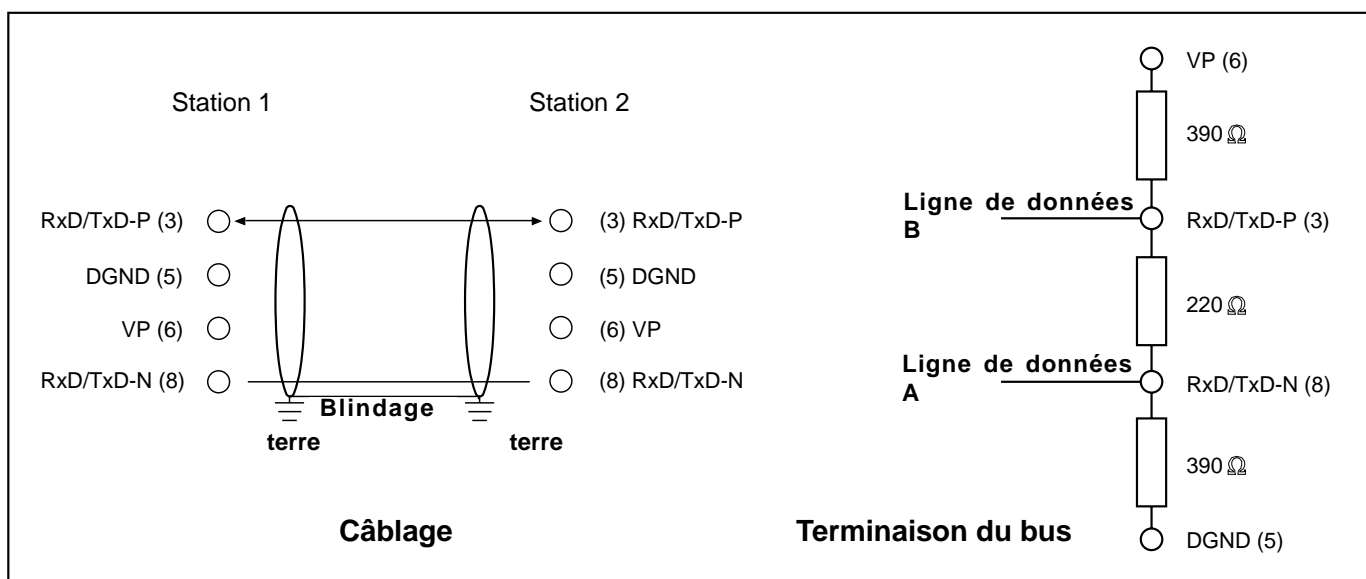 Station 1
Station 2
RxD/TxD-P (3)
(3) RxD/TxD-P
DGND (5)
(5) DGND
VP (6)
(6) VP
RxD/TxD-N (8)
(8) RxD/TxD-N
Blindage
terre
terre
Câblage
VP (6)
390 Ω
Ligne de données
B
RxD/TxD-P (3)
220 Ω
Ligne de données
A
RxD/TxD-N (8)
390 Ω
Terminaison du bus
DGND (5)